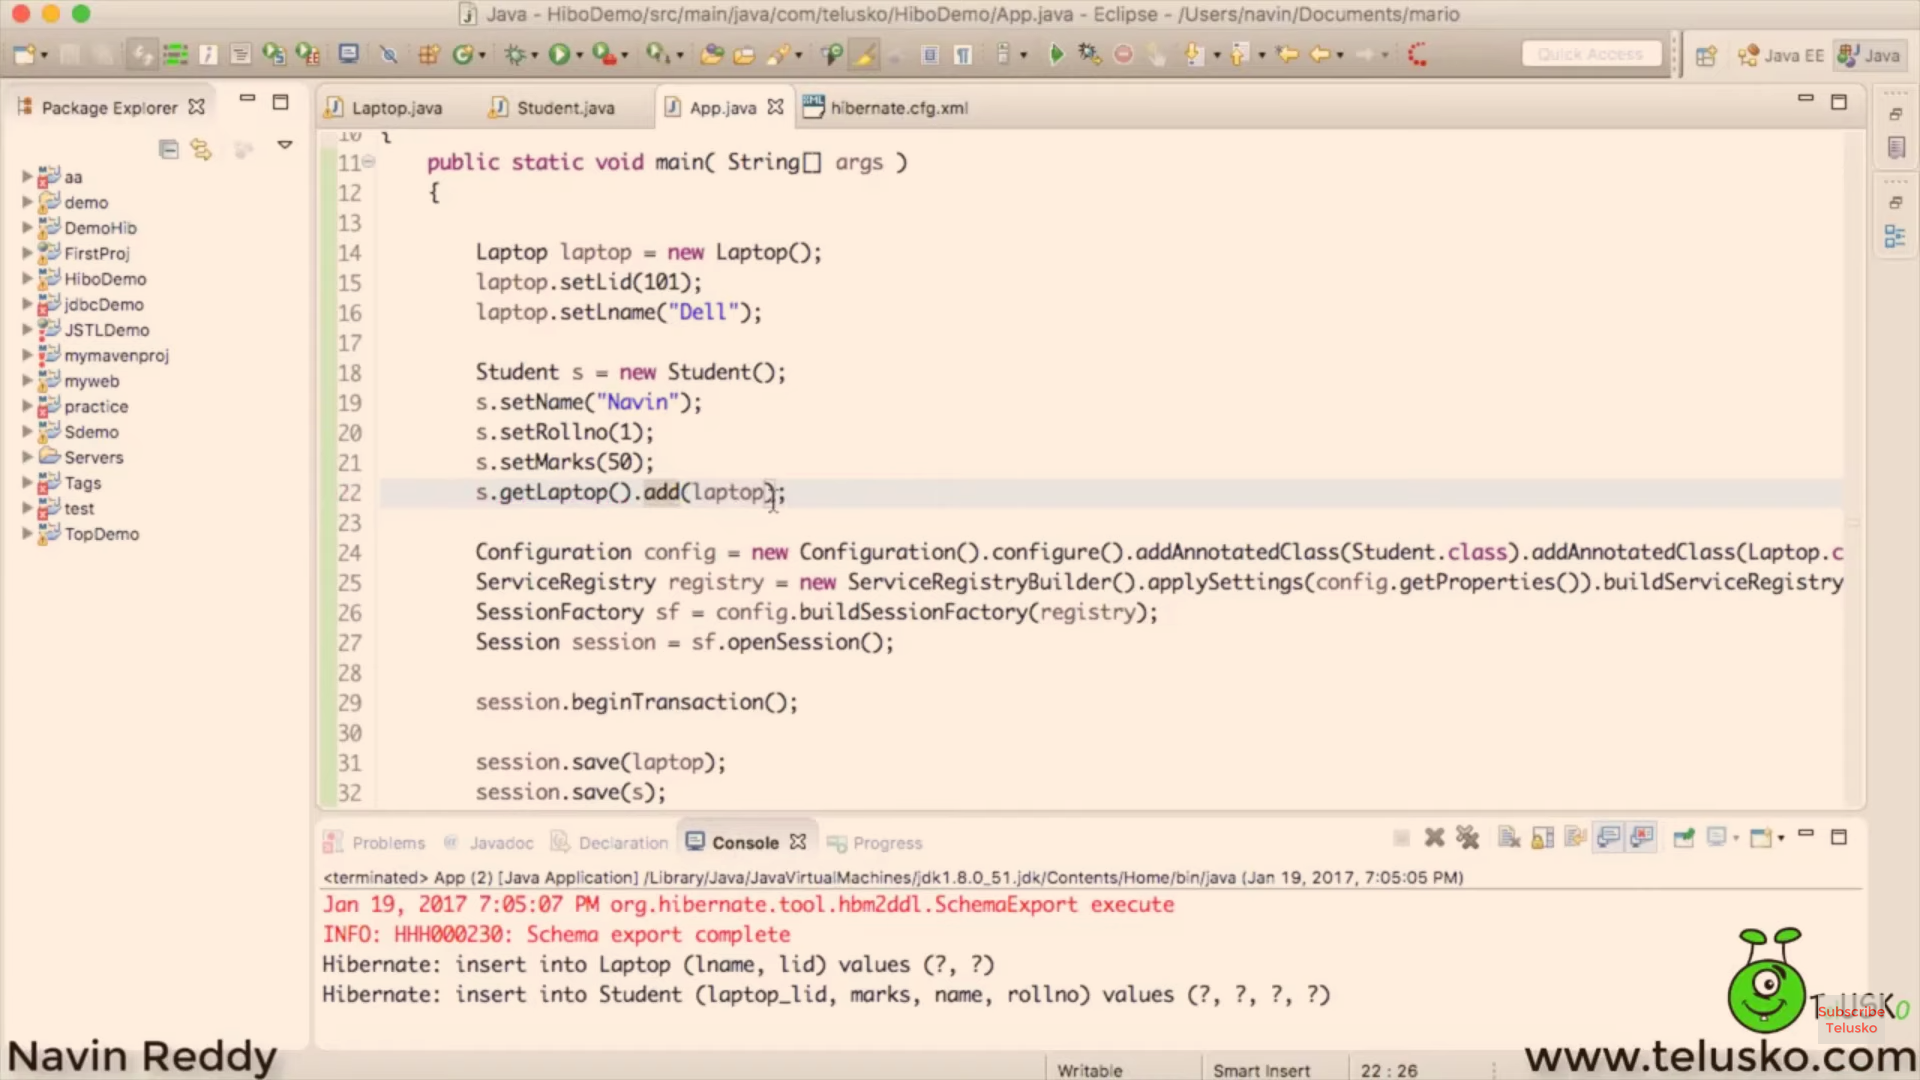 Java - HiboDemo/src/main/java/com/telusko/HiboDemo/App.java - Eclipse - /Users/navin/Documents/mario
Quick Access
Java EE
Java
Package Explorer
Laptop.java
Student.java
App.java
hibernate.cfg.xml
aa
demo
DemoHib
FirstProj
HiboDemo
jdbcDemo
JSTLDemo
mymavenproj
myweb
practice
Sdemo
Servers
Tags
test
TopDemo
10 {
11 public static void main( String[] args )
12 {
13
14 Laptop laptop = new Laptop();
15 laptop.setLid(101);
16 laptop.setLname("Dell");
17
18 Student s = new Student();
19 s.setName("Navin");
20 s.setRollno(1);
21 s.setMarks(50);
22 s.getLaptop().add(laptop);
23
24 Configuration config = new Configuration().configure().addAnnotatedClass(Student.class).addAnnotatedClass(Laptop.c
25 ServiceRegistry registry = new ServiceRegistryBuilder().applySettings(config.getProperties()).buildServiceRegistry
26 SessionFactory sf = config.buildSessionFactory(registry);
27 Session session = sf.openSession();
28
29 session.beginTransaction();
30
31 session.save(laptop);
32 session.save(s);
Problems
Javadoc
Declaration
Console
Progress
<terminated> App (2) [Java Application] /Library/Java/JavaVirtualMachines/jdk1.8.0_51.jdk/Contents/Home/bin/java (Jan 19, 2017, 7:05:05 PM)
Jan 19, 2017 7:05:07 PM org.hibernate.tool.hbm2ddl.SchemaExport execute
INFO: HHH000230: Schema export complete
Hibernate: insert into Laptop (lname, lid) values (?, ?)
Hibernate: insert into Student (laptop_lid, marks, name, rollno) values (?, ?, ?, ?)
Subscribe
Telusko
Navin Reddy
www.telusko.com
Writable
Smart Insert
22 : 26